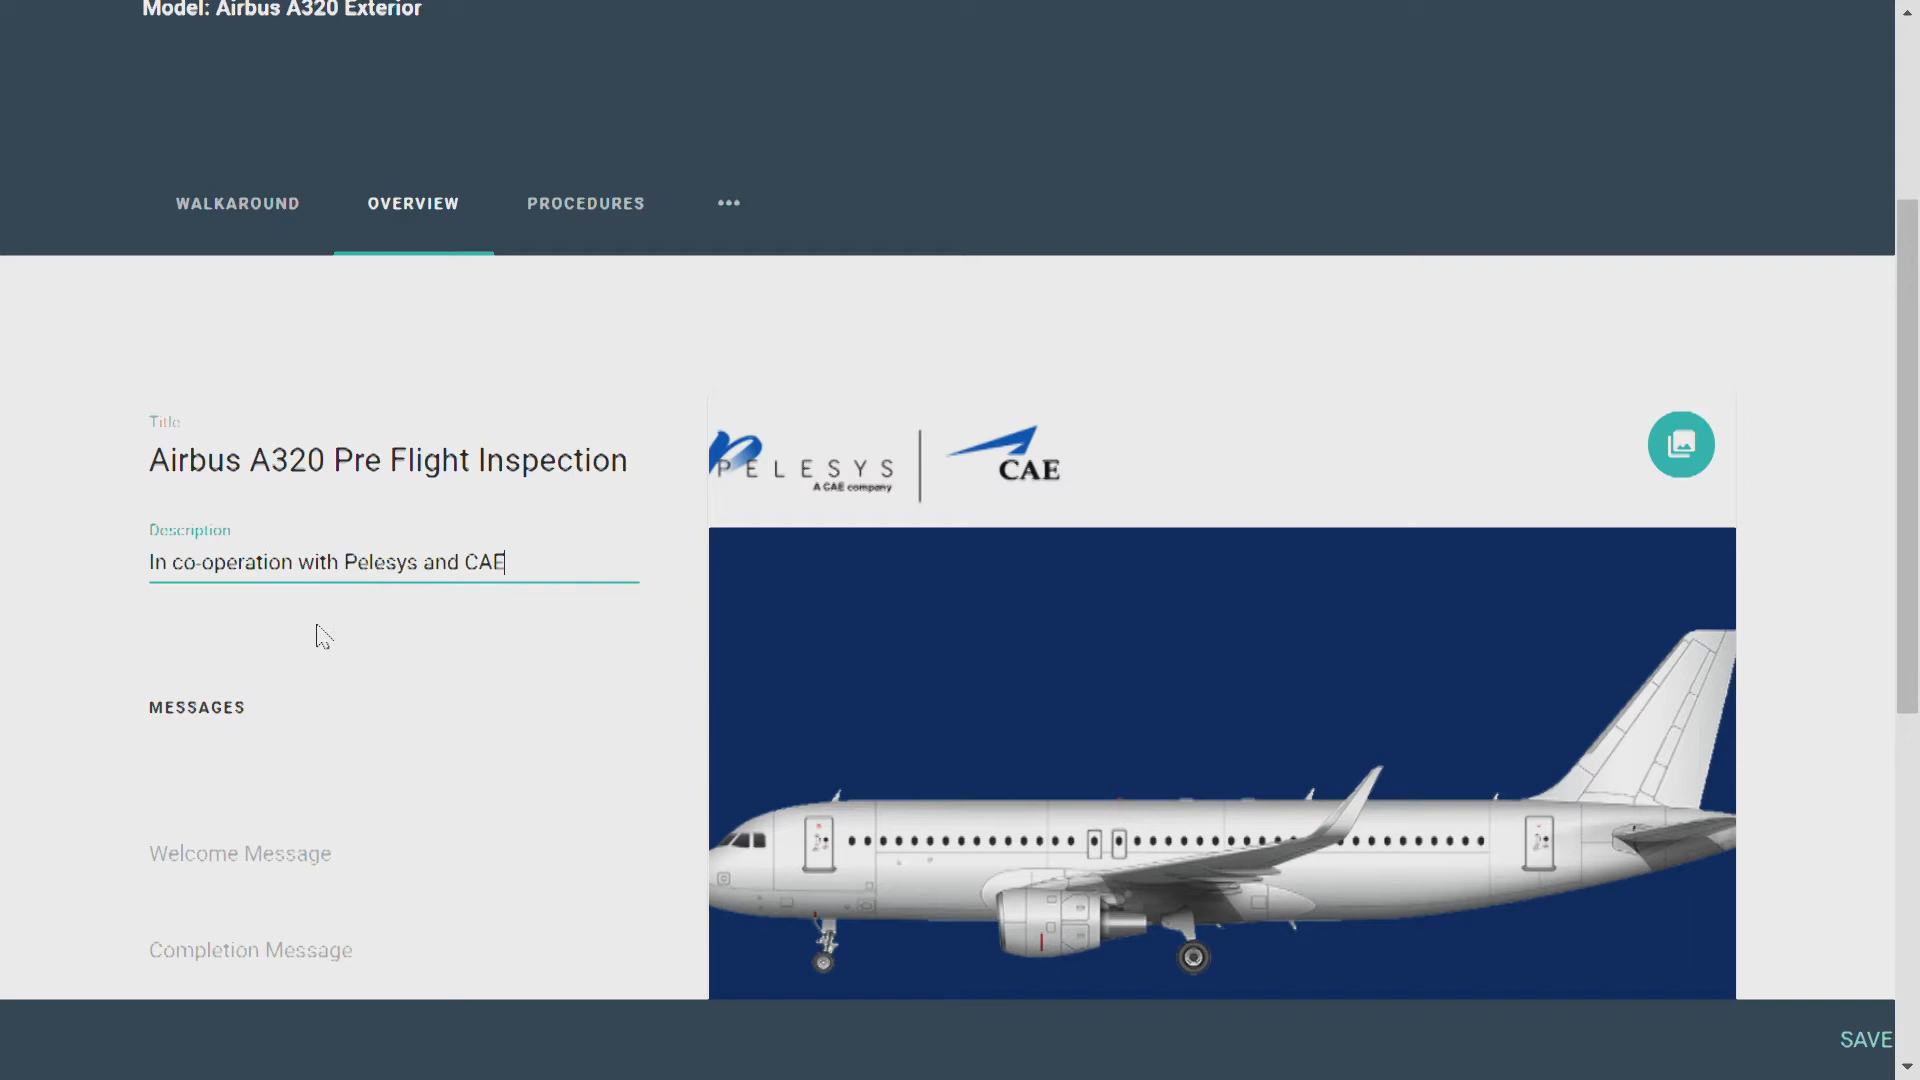 Model: Airbus A320 Exterior
WALKAROUND
OVERVIEW
PROCEDURES
Title
Airbus A320 Pre Flight Inspection
Description
In co-operation with Pelesys and CAE
MESSAGES
Welcome Message
Completion Message
PELESYS
A CAE company
CAE
SAVE